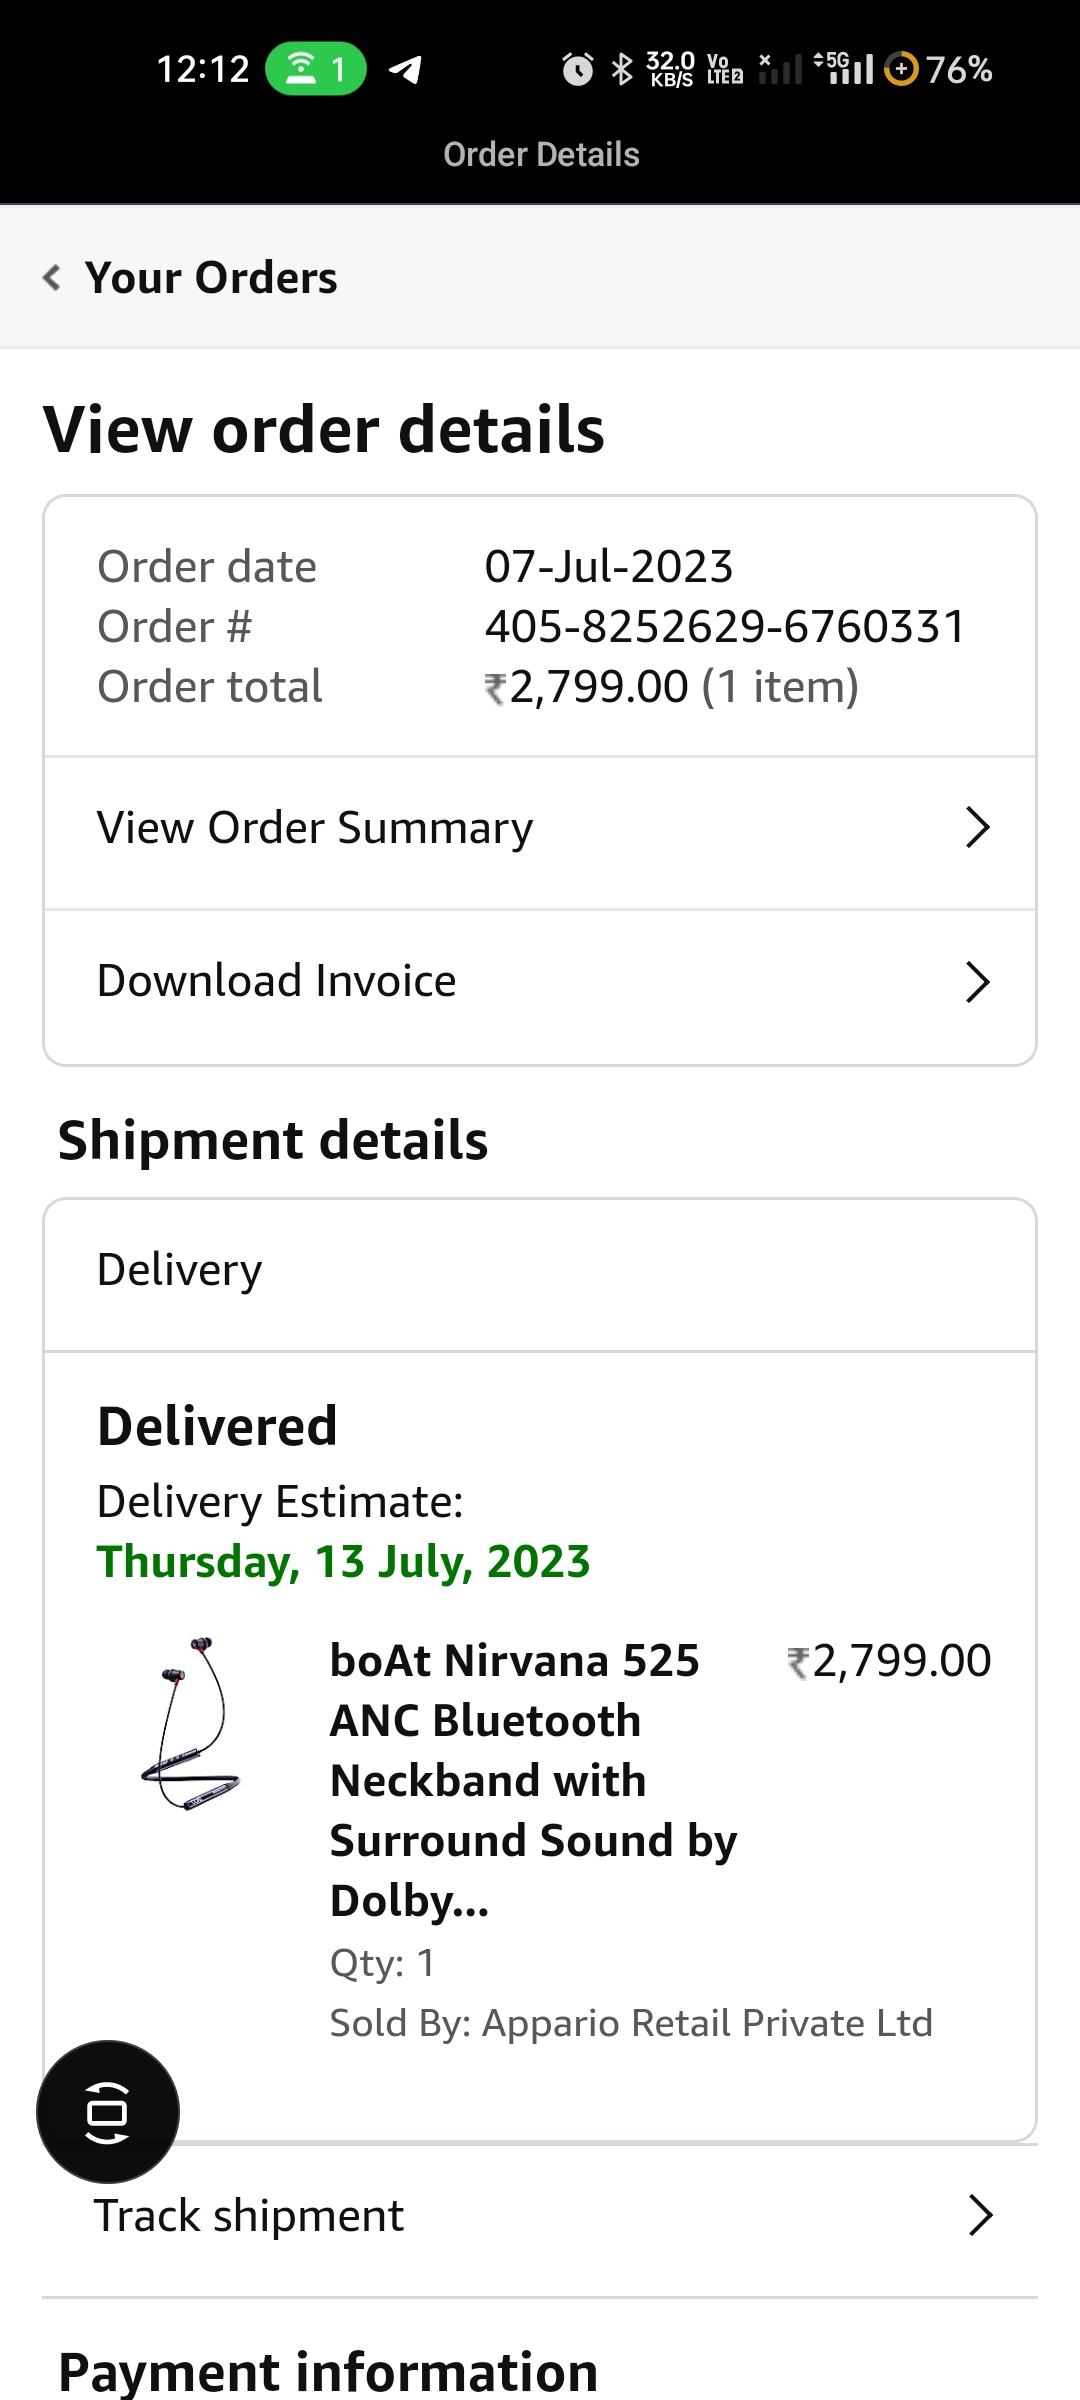 12:12 1 32.0 KB/S Vo LTE 2 5G 76%
Order Details
Your Orders
View order details
Order date 07-Jul-2023
Order # 405-8252629-6760331
Order total ₹2,799.00 (1 item)
View Order Summary
Download Invoice
Shipment details
Delivery
Delivered
Delivery Estimate:
Thursday, 13 July, 2023
boAt Nirvana 525 ₹2,799.00
ANC Bluetooth
Neckband with
Surround Sound by
Dolby...
Qty: 1
Sold By: Appario Retail Private Ltd
Track shipment
Payment information